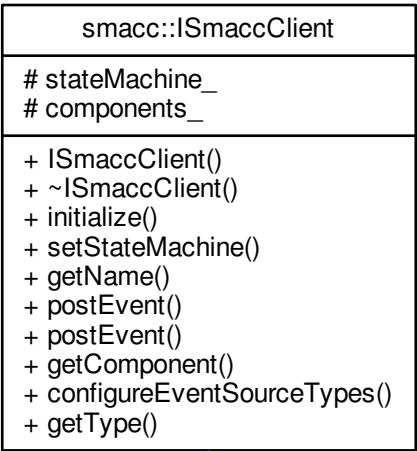 smacc::ISmaccClient
# stateMachine_
# components_
+ ISmaccClient()
+ ~ISmaccClient()
+ initialize()
+ setStateMachine()
+ getName()
+ postEvent()
+ postEvent()
+ getComponent()
+ configureEventSourceTypes()
+ getType()